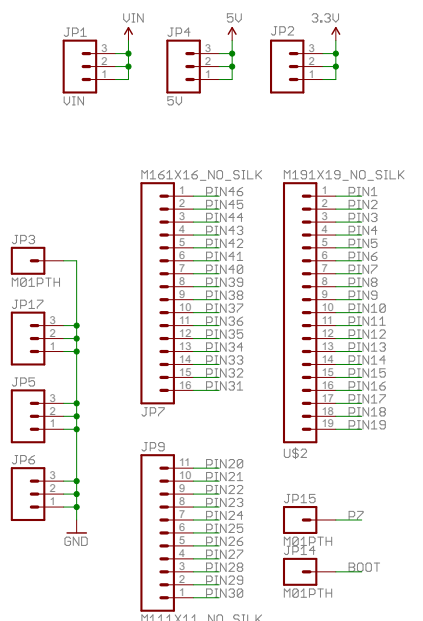 VIN 5V 3.3V
JP1 JP4 JP2
3 3 3
2 2 2
1 1 1
VIN 5V
M161X16_NO_SILK M191X19_NO_SILK
1 PIN46 1 PIN1
2 PIN45 2 PIN2
3 PIN44 3 PIN3
4 PIN43 4 PIN4
JP3 5 PIN42 5 PIN5
6 PIN41 6 PIN6
7 PIN40 7 PIN7
M01PTH 8 PIN39 8 PIN8
9 PIN38 9 PIN9
JP17 10 PIN37 10 PIN10
3 11 PIN36 11 PIN11
2 12 PIN35 12 PIN12
1 13 PIN34 13 PIN13
14 PIN33 14 PIN14
15 PIN32 15 PIN15
JP5 16 PIN31 16 PIN16
3 17 PIN17
JP7 18 PIN18
2
1 19 PIN19
JP9 U$2
JP6 11 PIN20
3 10 PIN21
2 9 PIN22
1 8 PIN23 JP15
7 PIN24 P7
6 PIN25
GND 5 PIN26 M01PTH
4 PIN27 JP14
3 PIN28 BOOT
2 PIN29
1 PIN30 M01PTH
M111X11_NO_SILK